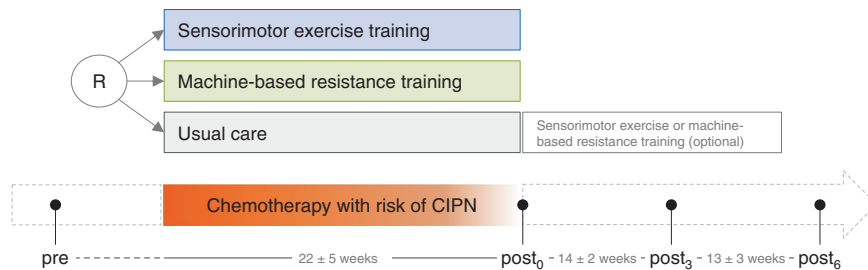 Sensorimotor exercise training
R
Machine-based resistance training
Usual care
Sensorimotor exercise or machine-
based resistance training (optional)
Chemotherapy with risk of CIPN
pre 22 ± 5 weeks post₀ 14 ± 2 weeks post₃ 13 ± 3 weeks post₆